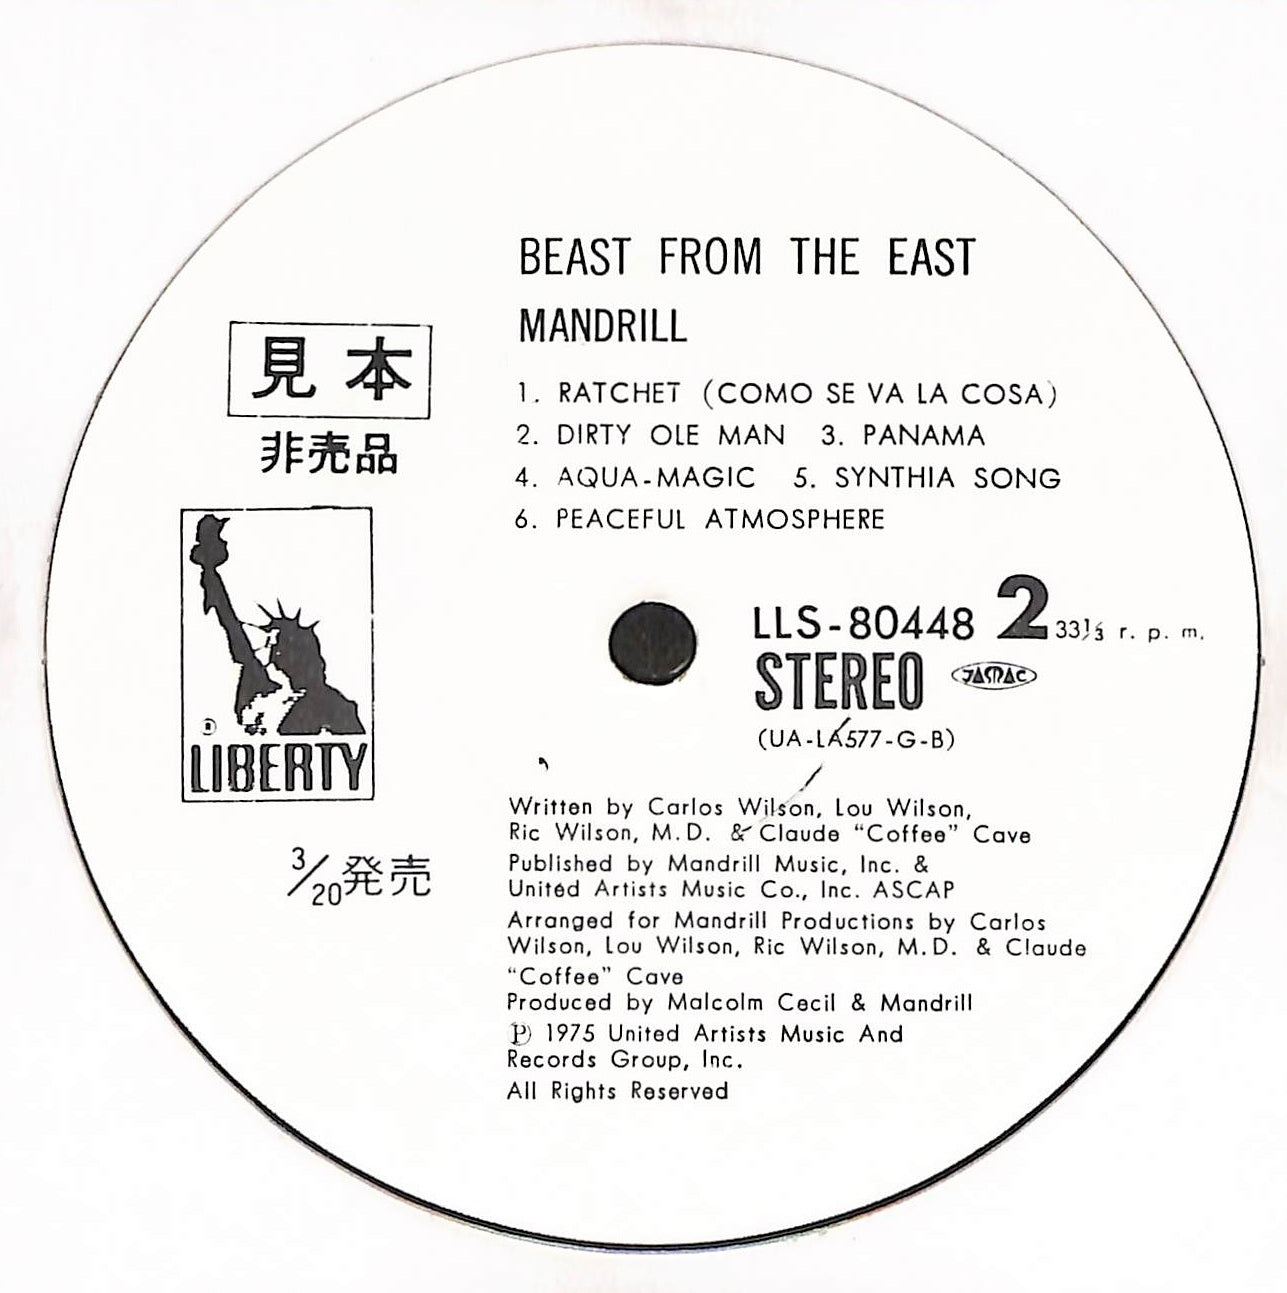 BEAST FROM THE EAST
MANDRILL
1. RATCHET (COMO SE VA LA COSA)
2. DIRTY OLE MAN 3. PANAMA
4. AQUA-MAGIC 5. SYNTHIA SONG
6. PEACEFUL ATMOSPHERE
見本
非売品
® LIBERTY
3/20発売
LLS-80448 2 33⅓ r. p. m.
STEREO JASRAC
(UA-LA577-G-B)
Written by Carlos Wilson, Lou Wilson,
Ric Wilson, M.D. & Claude “Coffee” Cave
Published by Mandrill Music, Inc. &
United Artists Music Co., Inc. ASCAP
Arranged for Mandrill Productions by Carlos
Wilson, Lou Wilson, Ric Wilson, M.D. & Claude
“Coffee” Cave
Produced by Malcolm Cecil & Mandrill
℗ 1975 United Artists Music And
Records Group, Inc.
All Rights Reserved